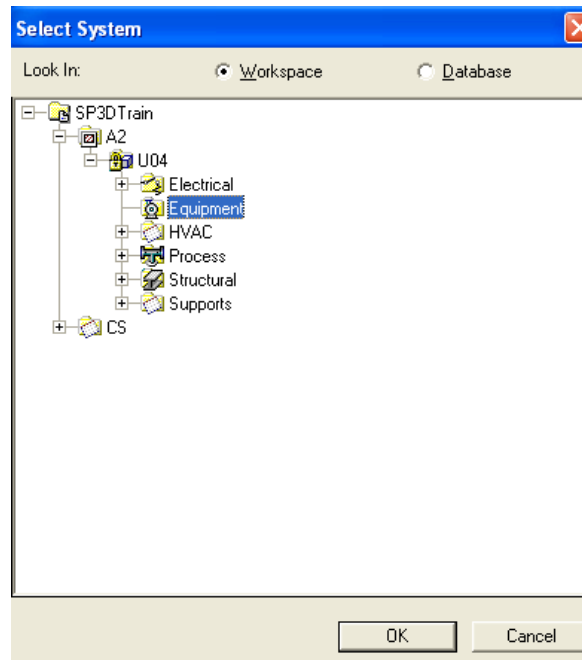 Select System
Look In: Workspace Database
SP3DTrain
A2
U04
Electrical
Equipment
HVAC
Process
Structural
Supports
CS
OK Cancel